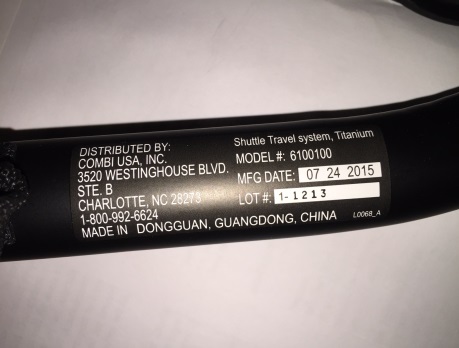 DISTRIBUTED BY:
COMBI USA, INC.
3520 WESTINGHOUSE BLVD.
STE. B
CHARLOTTE, NC 28273
1-800-992-6624
MADE IN DONGGUAN, GUANGDONG, CHINA
Shuttle Travel system, Titanium
MODEL #: 6100100
MFG DATE: 07 24 2015
LOT #: 1-1213
L0068_A